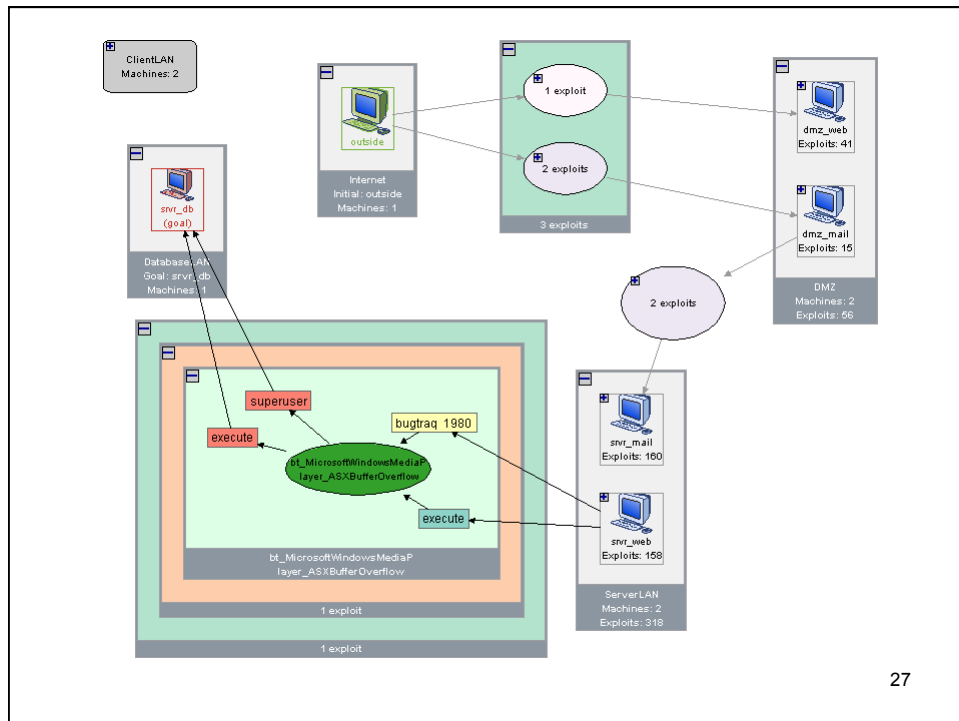 ClientLAN
Machines: 2
outside
Internet
Initial: outside
Machines: 1
1 exploit
2 exploits
3 exploits
dmz_web
Exploits: 41
dmz_mail
Exploits: 15
DMZ
Machines: 2
Exploits: 56
srvr_db
(goal)
DatabaseLAN
Goal: srvr_db
Machines: 1
2 exploits
superuser
execute
bugtraq 1980
bt_MicrosoftWindowsMediaP
layer_ASXBufferOverflow
execute
bt_MicrosoftWindowsMediaP
layer_ASXBufferOverflow
1 exploit
1 exploit
srvr_mail
Exploits: 160
srvr_web
Exploits: 158
ServerLAN
Machines: 2
Exploits: 318
27